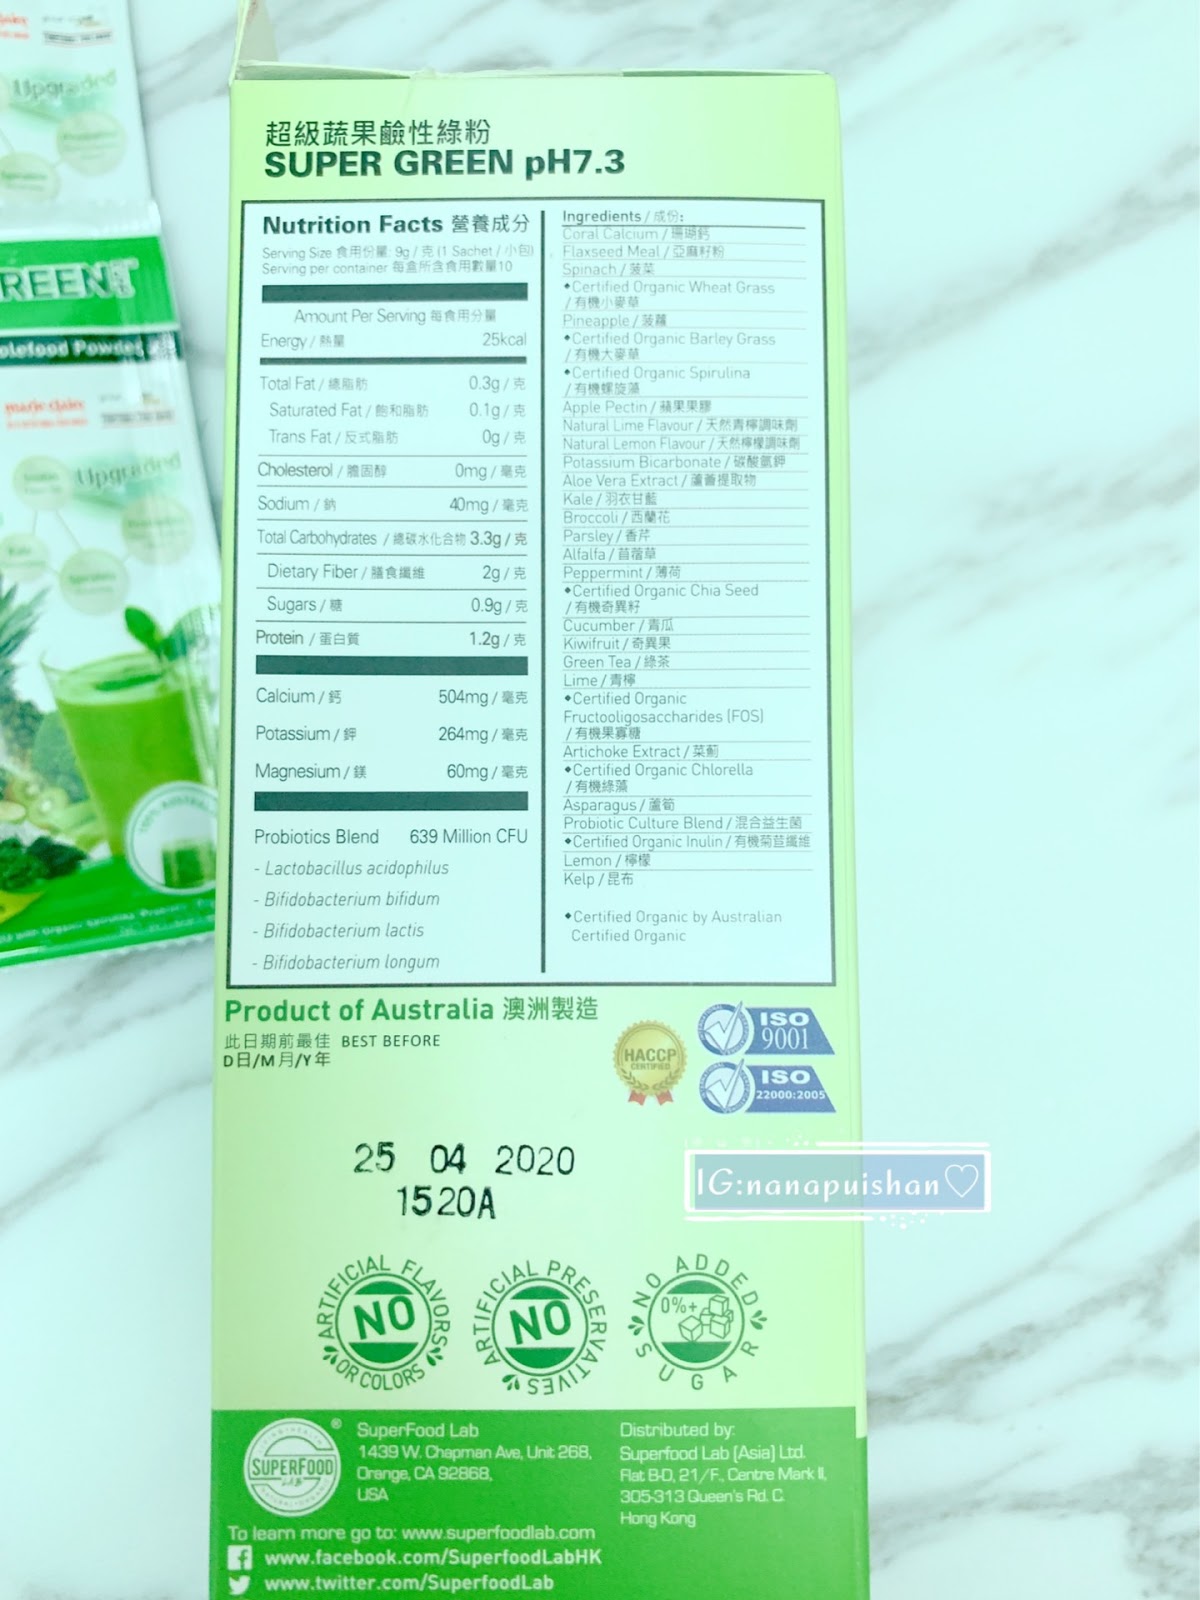 超級蔬果鹼性綠粉
SUPER GREEN pH7.3
Nutrition Facts 營養成分
Serving Size 食用份量: 9g / 克 (1 Sachet / 小包)
Serving per container 每盒所含食用數量10
Amount Per Serving 每食用分量
Energy / 熱量 25kcal
Total Fat / 總脂肪 0.3g / 克
Saturated Fat / 飽和脂肪 0.1g / 克
Trans Fat / 反式脂肪 0g / 克
Cholesterol / 膽固醇 0mg / 毫克
Sodium / 鈉 40mg / 毫克
Total Carbohydrates / 總碳水化合物 3.3g / 克
Dietary Fiber / 膳食纖維 2g / 克
Sugars / 糖 0.9g / 克
Protein / 蛋白質 1.2g / 克
Calcium / 鈣 504mg / 毫克
Potassium / 鉀 264mg / 毫克
Magnesium / 鎂 60mg / 毫克
Probiotics Blend 639 Million CFU
- Lactobacillus acidophilus
- Bifidobacterium bifidum
- Bifidobacterium lactis
- Bifidobacterium longum
Ingredients / 成份:
Coral Calcium / 珊瑚鈣
Flaxseed Meal / 亞麻籽粉
Spinach / 菠菜
◆Certified Organic Wheat Grass
/ 有機小麥草
Pineapple / 菠蘿
◆Certified Organic Barley Grass
/ 有機大麥草
◆Certified Organic Spirulina
/ 有機螺旋藻
Apple Pectin / 蘋果果膠
Natural Lime Flavour / 天然青檸調味劑
Natural Lemon Flavour / 天然檸檬調味劑
Potassium Bicarbonate / 碳酸氫鉀
Aloe Vera Extract / 蘆薈提取物
Kale / 羽衣甘藍
Broccoli / 西蘭花
Parsley / 香芹
Alfalfa / 苜蓿草
Peppermint / 薄荷
◆Certified Organic Chia Seed
/ 有機奇異籽
Cucumber / 青瓜
Kiwifruit / 奇異果
Green Tea / 綠茶
Lime / 青檸
◆Certified Organic
Fructooligosaccharides (FOS)
/ 有機果寡糖
Artichoke Extract / 菜薊
◆Certified Organic Chlorella
/ 有機綠藻
Asparagus / 蘆筍
Probiotic Culture Blend / 混合益生菌
◆Certified Organic Inulin / 有機菊苣纖維
Lemon / 檸檬
Kelp / 昆布
◆Certified Organic by Australian
Certified Organic
Product of Australia 澳洲製造
此日期前最佳 BEST BEFORE
D日/M月/Y年
HACCP
CERTIFIED
ISO
9001
ISO
22000:2005
25 04 2020
1520A
IG:nanapuishan♡
NO
ARTIFICIAL FLAVORS
OR COLORS
NO
ARTIFICIAL PRESERVATIVES
NO ADDED
0%+
SUGAR
SUPERFOOD
SuperFood Lab
1439 W. Chapman Ave, Unit 268,
Orange, CA 92868,
USA
Distributed by:
Superfood Lab (Asia) Ltd.
Flat B-D, 21/F., Centre Mark II,
305-313 Queen's Rd. C.
Hong Kong
To learn more go to: www.superfoodlab.com
www.facebook.com/SuperfoodLabHK
www.twitter.com/SuperfoodLab
Upgraded
REEN
olefood Powder
marie claire
Upgraded
Spirulina